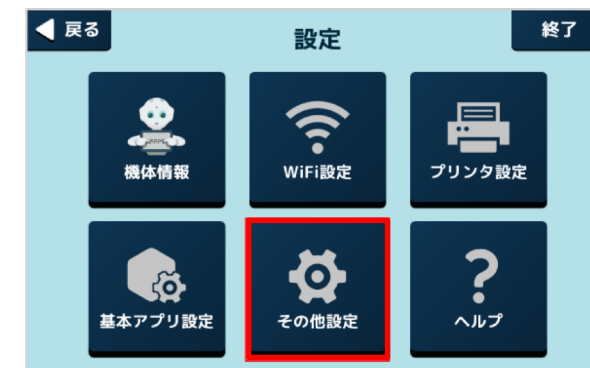 戻る
設定
終了
機体情報
WiFi設定
プリンタ設定
基本アプリ設定
その他設定
ヘルプ